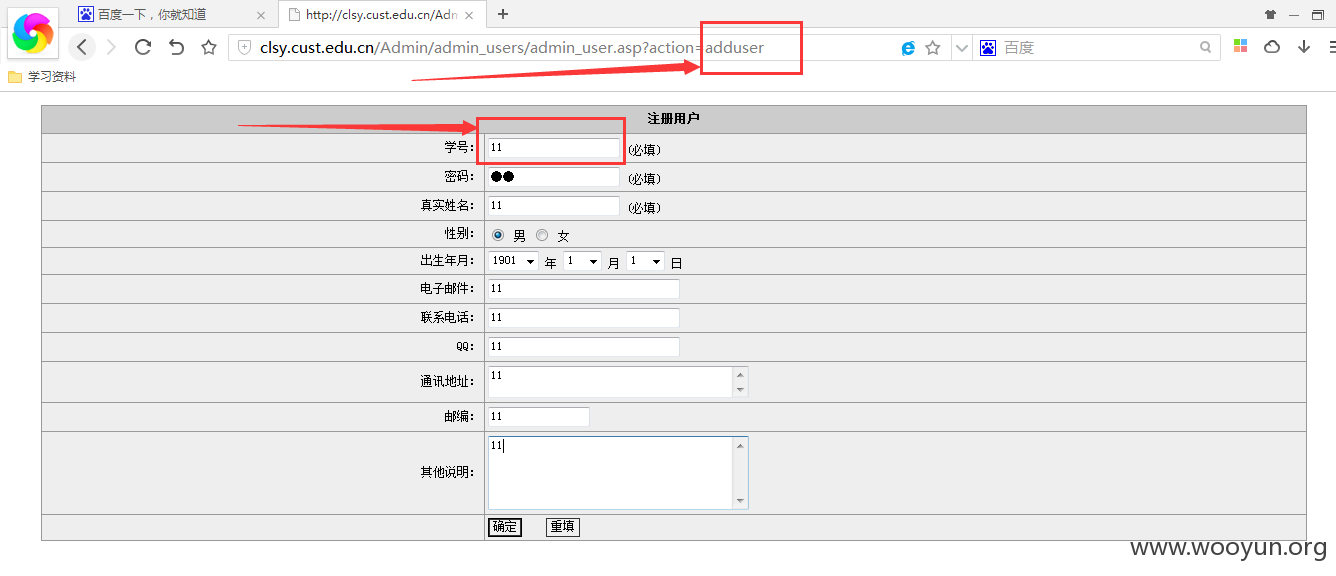 百度一下，你就知道
http://clsy.cust.edu.cn/Adn
clsy.cust.edu.cn/Admin/admin_users/admin_user.asp?action=adduser
百度
学习资料
注册用户
学号： 11 (必填)
密码： ●● (必填)
真实姓名： 11 (必填)
性别： 男 女
出生年月： 1901 年 1 月 1 日
电子邮件： 11
联系电话： 11
QQ： 11
通讯地址： 11
邮编： 11
其他说明： 11
确定 重填
www.wooyun.org